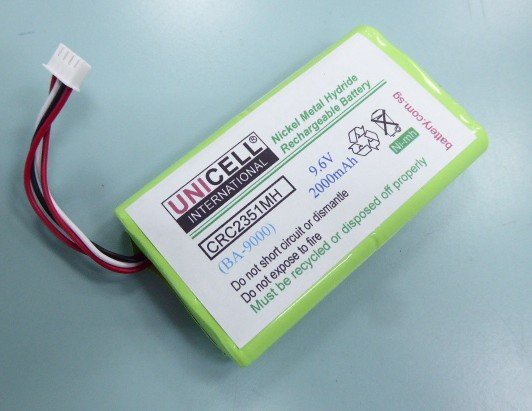 UNICELL®
INTERNATIONAL
Nickel Metal Hydride
Rechargeable Battery
CRC2351MH
(BA-9000)
9.6V
2000mAh
Ni-mh
battery.com.sg
Do not short circuit or dismantle
Do not expose to fire
Must be recycled or disposed off properly